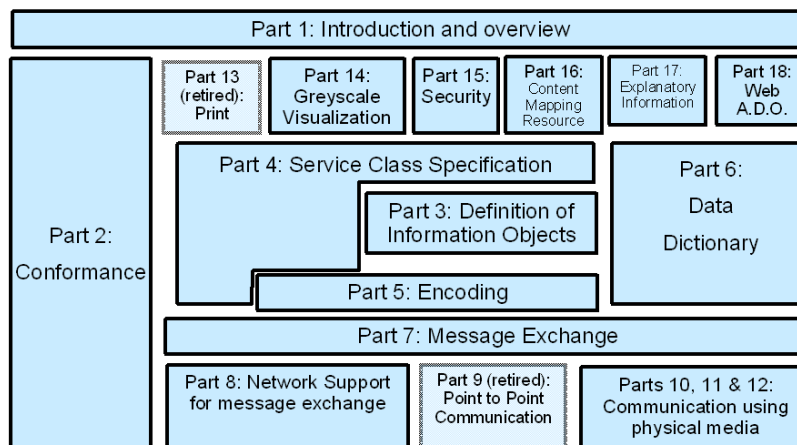 Part 1: Introduction and overview
Part 13
(retired):
Print
Part 14:
Greyscale
Visualization
Part 15:
Security
Part 16:
Content
Mapping
Resource
Part 17:
Explanatory
Information
Part 18:
Web
A.D.O.
Part 2:
Conformance
Part 4: Service Class Specification
Part 3: Definition of
Information Objects
Part 5: Encoding
Part 6:
Data
Dictionary
Part 7: Message Exchange
Part 8: Network Support
for message exchange
Part 9 (retired):
Point to Point
Communication
Parts 10, 11 & 12:
Communication using
physical media